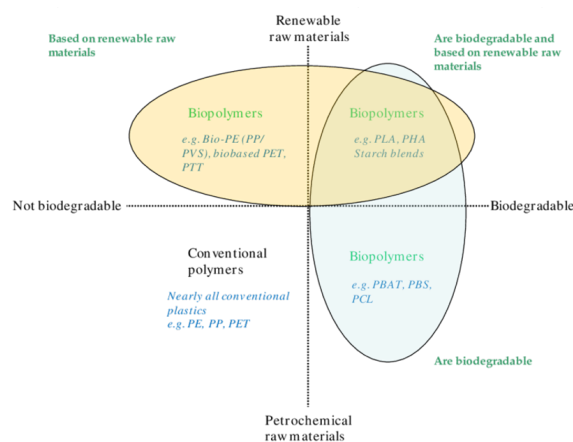 Renewable
raw materials
Based on renewable raw
materials
Are biodegradable and
based on renewable raw
materials
Biopolymers
e.g. Bio-PE (PP/
PVS), biobased PET,
PTT
Biopolymers
e.g. PLA, PHA
Starch blends
Not biodegradable
Biodegradable
Conventional
polymers
Nearly all conventional
plastics
e.g. PE, PP, PET
Biopolymers
e.g. PBAT, PBS,
PCL
Are biodegradable
Petrochemical
raw materials